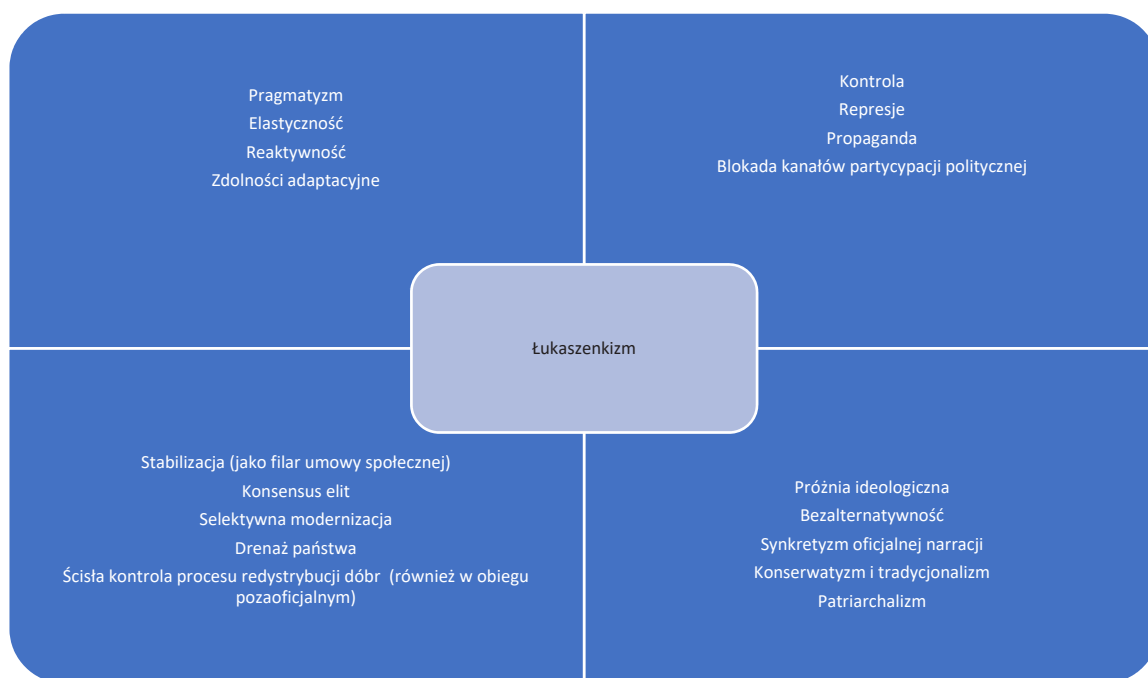 Pragmatyzm
Elastyczność
Reaktywność
Zdolności adaptacyjne
Kontrola
Represje
Propaganda
Blokada kanałów partycypacji politycznej
Łukaszenkizm
Stabilizacja (jako filar umowy społecznej)
Konsensus elit
Selektywna modernizacja
Drenaż państwa
Ścisła kontrola procesu redystrybucji dóbr (również w obiegu
pozaoficjalnym)
Próżnia ideologiczna
Bezalternatywność
Synkretyzm oficjalnej narracji
Konserwatyzm i tradycjonalizm
Patriarchalizm